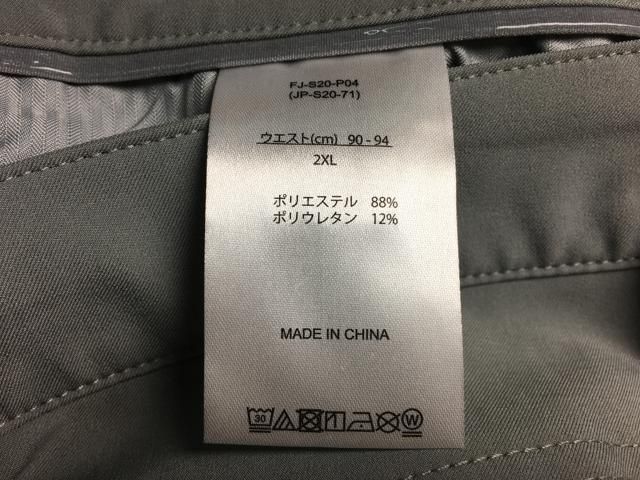 FJ-S20-P04
(JP-S20-71)
ウエスト(cm) 90 - 94
2XL
ポリエステル 88%
ポリウレタン 12%
MADE IN CHINA
30 W